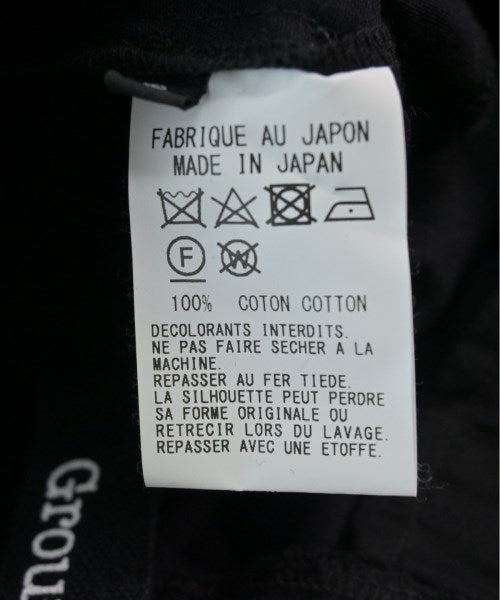 FABRIQUE AU JAPON
MADE IN JAPAN
F W
100% COTON COTTON
DECOLORANTS INTERDITS.
NE PAS FAIRE SECHER A LA
MACHINE.
REPASSER AU FER TIEDE.
LA SILHOUETTE PEUT PERDRE
SA FORME ORIGINALE OU
RETRECIR LORS DU LAVAGE.
REPASSER AVEC UNE ETOFFE.